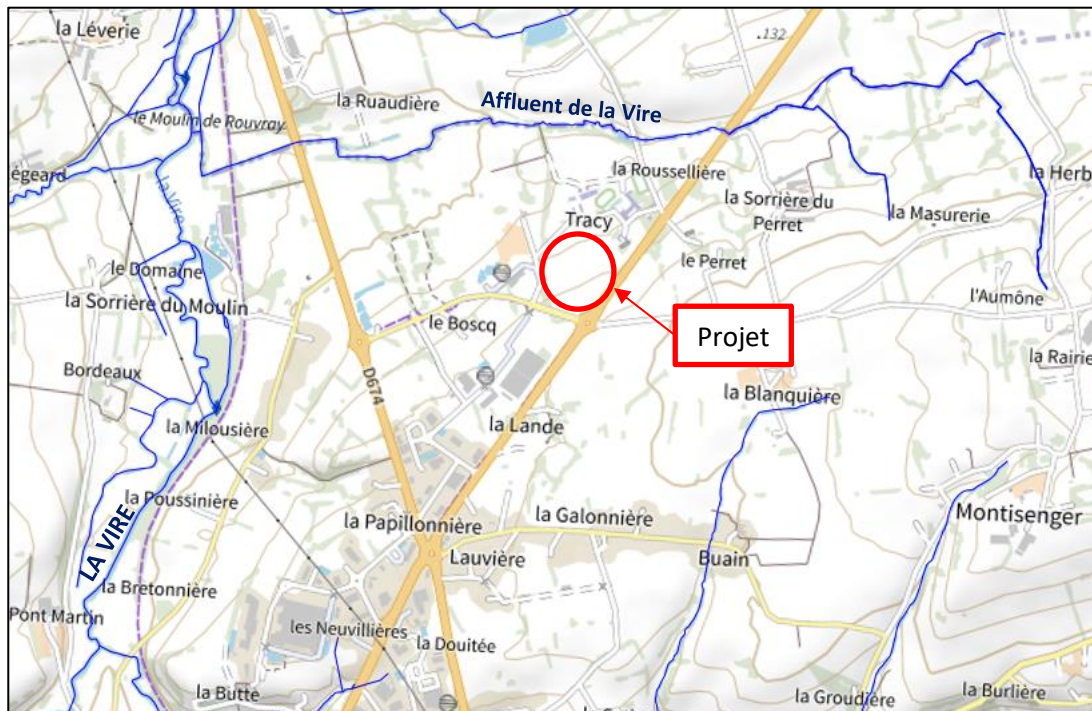 la Léverie
.132
la Ruaudière
Affluent de la Vire
le Moulin de Rouvray
égeard
la Roussellière
la Herb
la Vire
la Sorrière du
Perret
la Masurerie
Tracy
le Domaine
le Perret
la Sorrière du Moulin
l'Aumône
le Boscq
Projet
Bordeaux
D674
la Rairie
la Blanquière
la Milousière
la Lande
la Poussinière
la Papillonnière
la Galonnière
Montisenger
LA VIRE
Lauvière
Buain
la Bretonnière
Pont Martin
les Neuvillières
la Douitée
la Butte
la Groudière
la Burlière